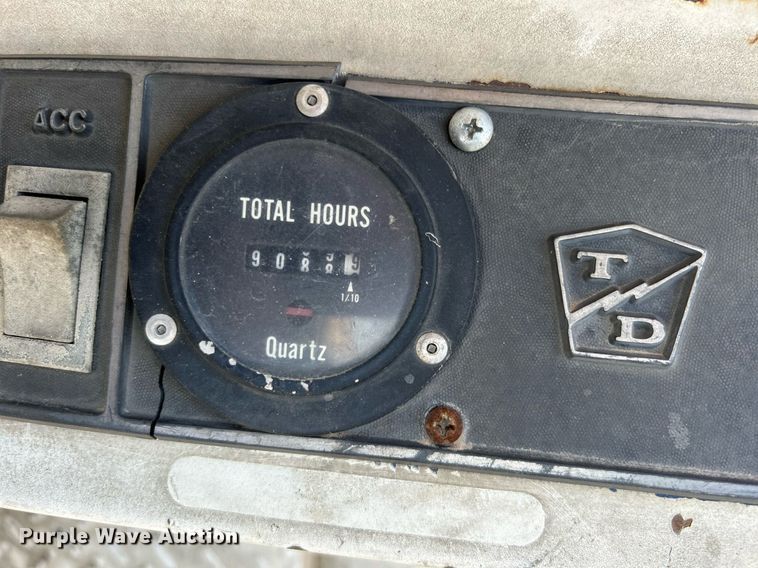 ACC
TOTAL HOURS
1/10
Quartz
T
D
Purple Wave Auction